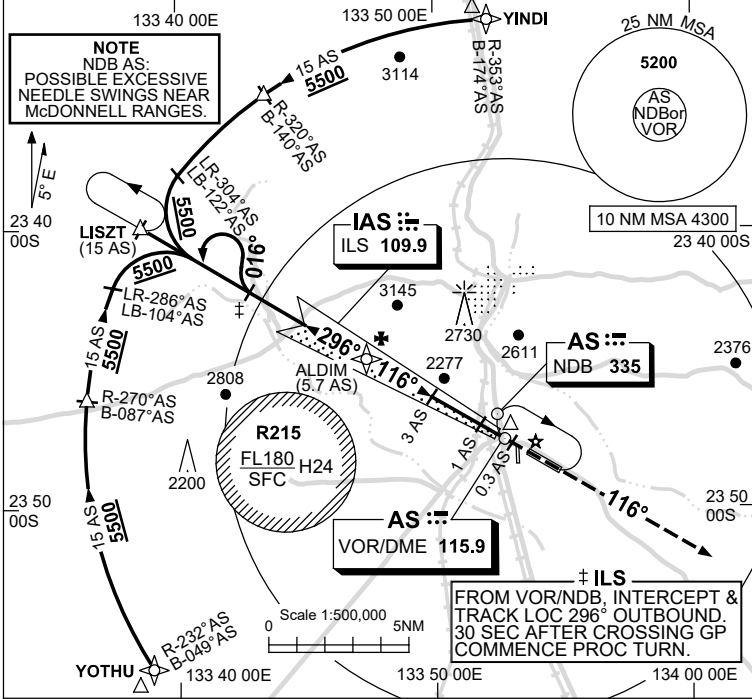 133 40 00E
133 50 00E
YINDI
25 NM MSA
NOTE
NDB AS:
POSSIBLE EXCESSIVE
NEEDLE SWINGS NEAR
McDONNELL RANGES.
15 AS
5500
3114
R-353°AS
B-174°AS
5200
AS
NDBor
VOR
R-320°AS
B-140°AS
5° E
LR-304°AS
LB-122°AS
10 NM MSA 4300
23 40
00S
LISZT
(15 AS)
5500
016°
IAS
ILS 109.9
23 40 00S
5500
LR-286°AS
LB-104°AS
‡
3145
2730
2611
296°
116°
ALDIM
(5.7 AS)
2277
AS
NDB 335
2376
15 AS
5500
R-270°AS
B-087°AS
2808
3 AS
1 AS
0.3 AS
R215
FL180
SFC
H24
2200
116°
23 50
00S
23 50
00S
15 AS
5500
AS
VOR/DME 115.9
‡ ILS
FROM VOR/NDB, INTERCEPT &
TRACK LOC 296° OUTBOUND.
30 SEC AFTER CROSSING GP
COMMENCE PROC TURN.
Scale 1:500,000
0
5NM
R-232°AS
B-049°AS
YOTHU
133 40 00E
133 50 00E
134 00 00E